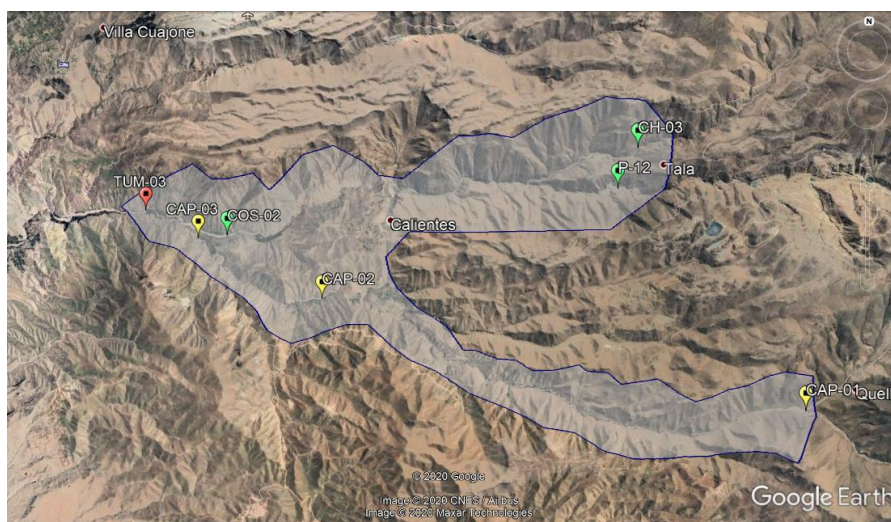 Villa Cuajone
N
CH-03
P-12
Tala
TUM-03
CAP-03
COS-02
Calientes
CAP-02
CAP-01
Quell
© 2020 Google
Image © 2020 CNES / Airbus
Image © 2020 Maxar Technologies
Google Earth